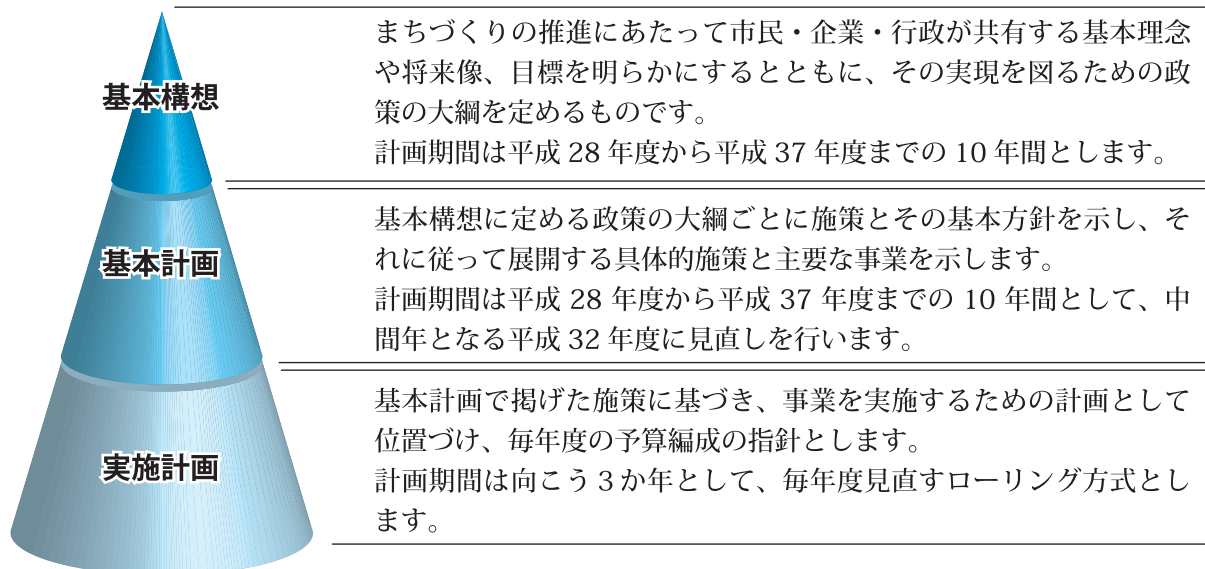 基本構想
まちづくりの推進にあたって市民・企業・行政が共有する基本理念
や将来像、目標を明らかにするとともに、その実現を図るための政
策の大綱を定めるものです。
計画期間は平成 28 年度から平成 37 年度までの 10 年間とします。
基本計画
基本構想に定める政策の大綱ごとに施策とその基本方針を示し、そ
れに従って展開する具体的施策と主要な事業を示します。
計画期間は平成 28 年度から平成 37 年度までの 10 年間として、中
間年となる平成 32 年度に見直しを行います。
実施計画
基本計画で掲げた施策に基づき、事業を実施するための計画として
位置づけ、毎年度の予算編成の指針とします。
計画期間は向こう3か年として、毎年度見直すローリング方式とし
ます。